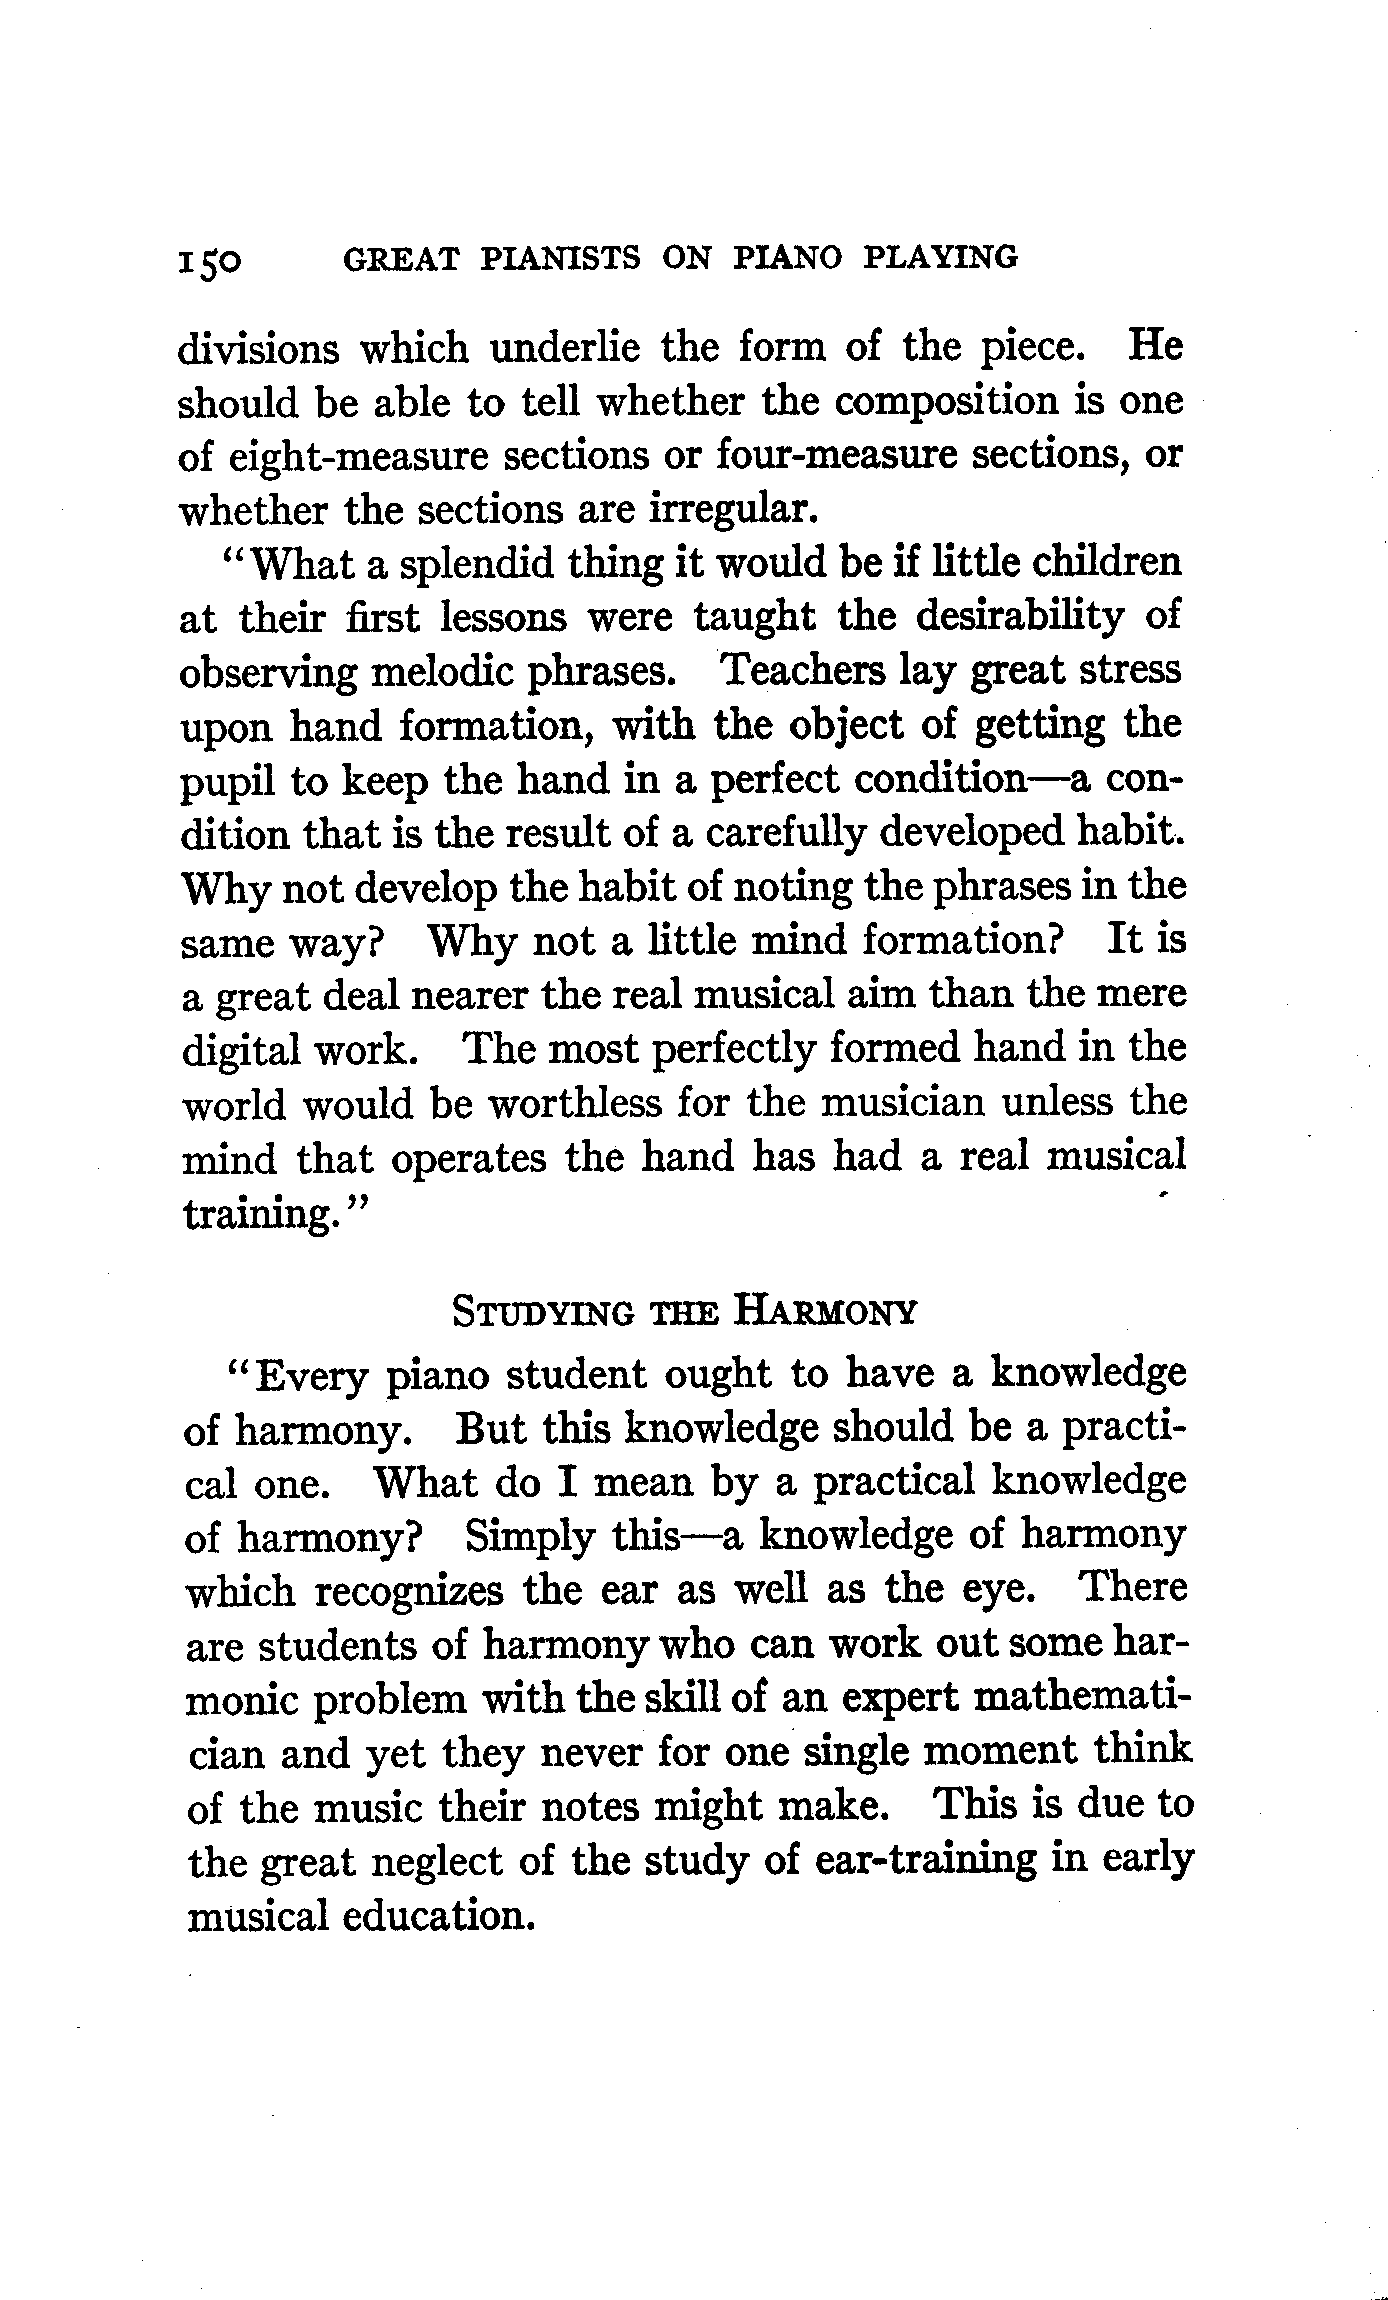 150 GREAT PIANISTS ON PIANO PLAYING
divisions which underlie the form of the piece. He
should be able to tell whether the composition is one
of eight-measure sections or four-measure sections, or
whether the sections are irregular.
"What a splendid thing it would be if little children
at their first lessons were taught the desirability of
observing melodic phrases. Teachers lay great stress
upon hand formation, with the object of getting the
pupil to keep the hand in a perfect condition—a con-
dition that is the result of a carefully developed habit.
Why not develop the habit of noting the phrases in the
same way? Why not a little mind formation? It is
a great deal nearer the real musical aim than the mere
digital work. The most perfectly formed hand in the
world would be worthless for the musician unless the
mind that operates the hand has had a real musical
training."
STUDYING THE HARMONY
"Every piano student ought to have a knowledge
of harmony. But this knowledge should be a practi-
cal one. What do I mean by a practical knowledge
of harmony? Simply this—a knowledge of harmony
which recognizes the ear as well as the eye. There
are students of harmony who can work out some har-
monic problem with the skill of an expert mathemati-
cian and yet they never for one single moment think
of the music their notes might make. This is due to
the great neglect of the study of ear-training in early
musical education.